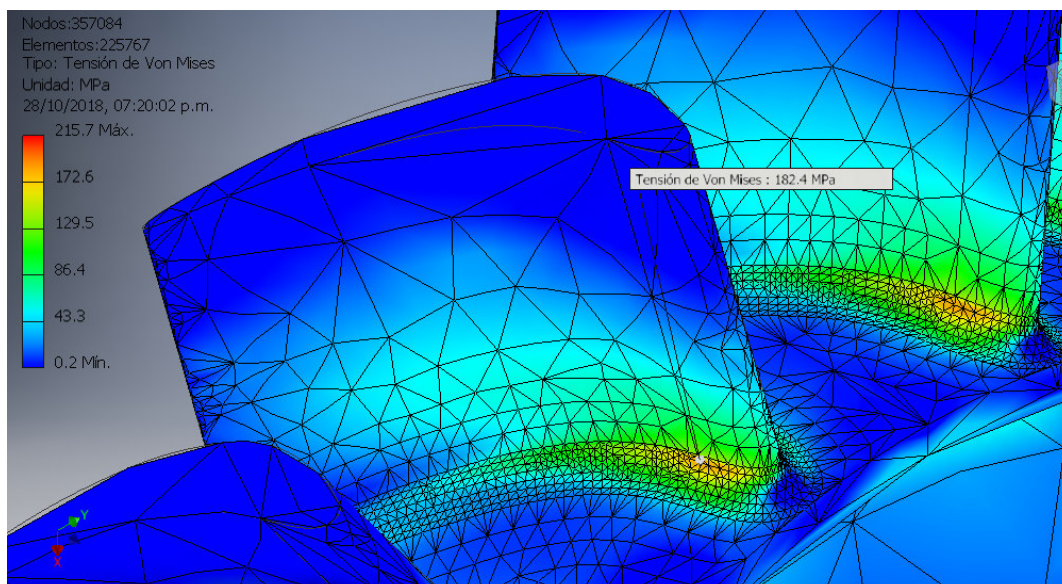 Nodos:357084
Elementos:225767
Tipo: Tensión de Von Mises
Unidad: MPa
28/10/2018, 07:20:02 p.m.
215.7 Máx.
172.6
129.5
86.4
43.3
0.2 Mín.
Tensión de Von Mises : 182.4 MPa
Y
X